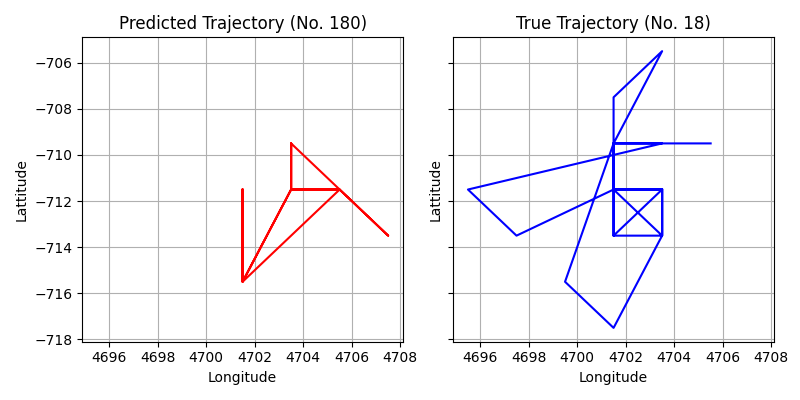 Predicted Trajectory (No. 180)
True Trajectory (No. 18)
−706
−708
−710
−712
−714
−716
−718
Lattitude
Lattitude
4696 4698 4700 4702 4704 4706 4708
4696 4698 4700 4702 4704 4706 4708
Longitude
Longitude